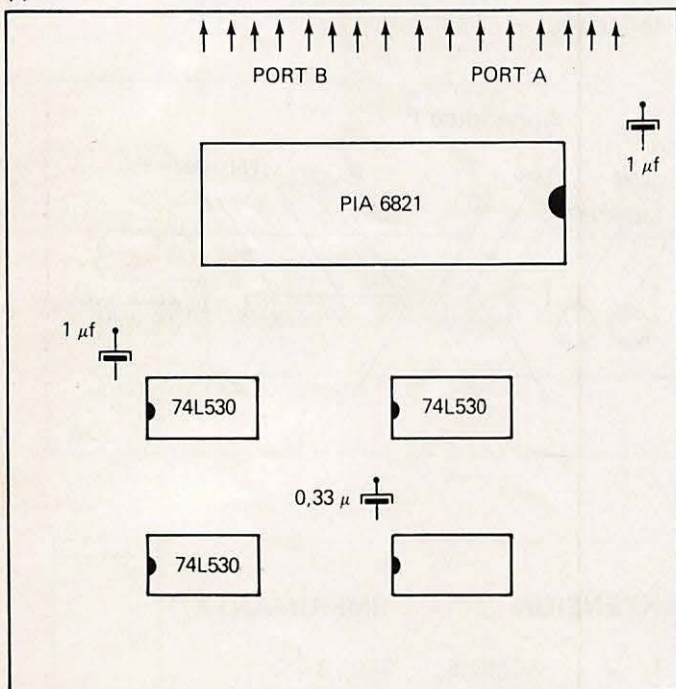 PORT B PORT A
1 μf
PIA 6821
1 μf
74L530 74L530
0,33 μ
74L530